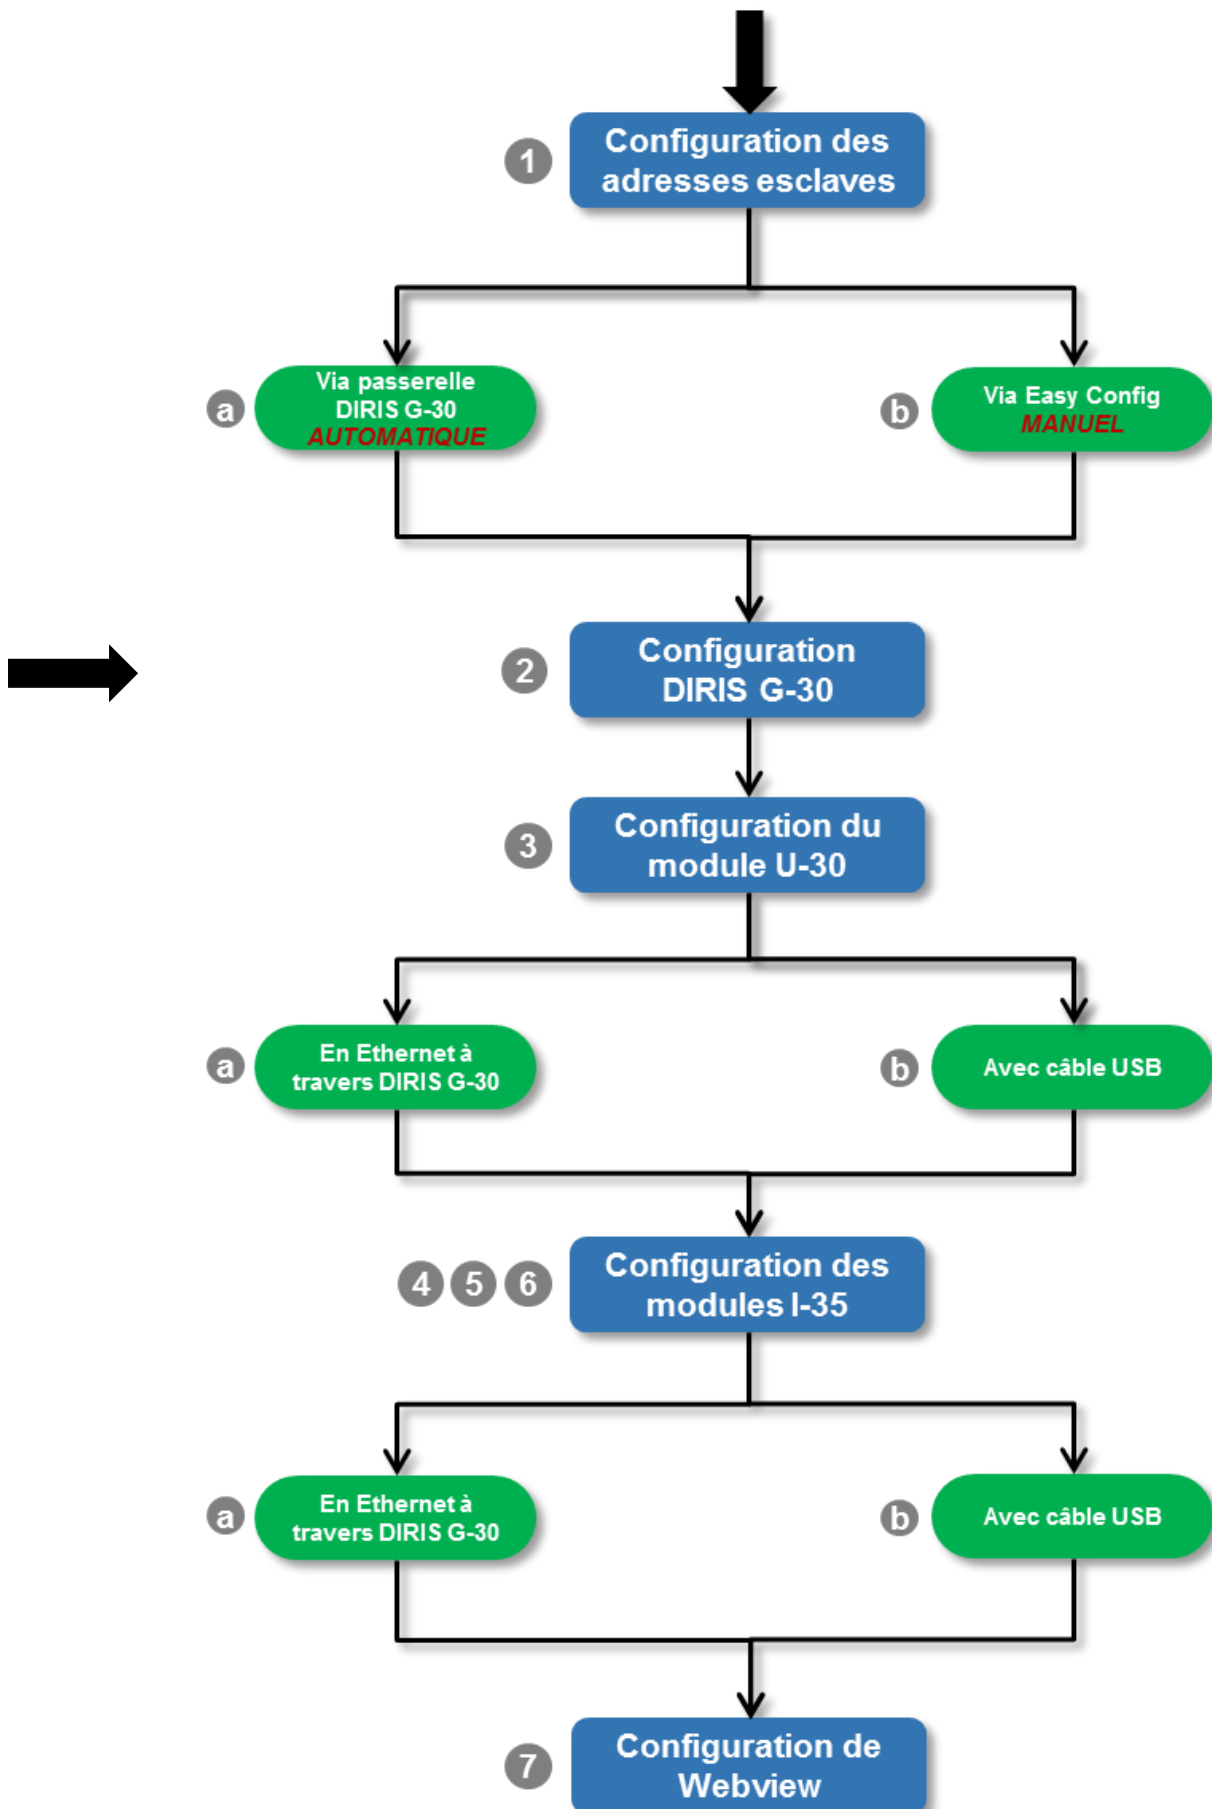 1
Configuration des
adresses esclaves
a
Via passerelle
DIRIS G-30
AUTOMATIQUE
b
Via Easy Config
MANUEL
2
Configuration
DIRIS G-30
3
Configuration du
module U-30
a
En Ethernet à
travers DIRIS G-30
b
Avec câble USB
4 5 6
Configuration des
modules I-35
a
En Ethernet à
travers DIRIS G-30
b
Avec câble USB
7
Configuration de
Webview